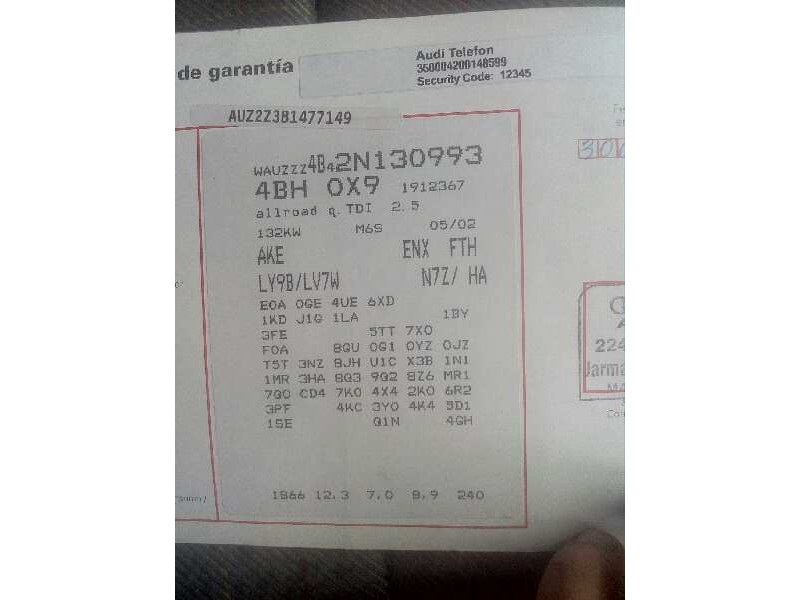 de garantía
Audi Telefon
350004200148599
Security Code: 12345
AUZ2Z381477149
WAUZZZ4B42N130993
4BH 0X9 1912367
allroad q.TDI 2.5
132KW M6S 05/02
AKE ENX FTH
LY9B/LV7W N7Z/ HA
E0A 0GE 4UE 6XD
1KD J1G 1LA 1BY
3FE 5TT 7X0
F0A 8GU 0G1 0YZ 0JZ
T5T 3NZ 8JH U1C X3B 1N1
1MR 3HA 8Q3 9Q2 8Z6 MR1
7G0 CD4 7K0 4X4 2K0 6R2
3PF 4KC 3Y0 4K4 5D1
1SE Q1N 4GH
1866 12.3 7.0 8.9 240
224
Jarma